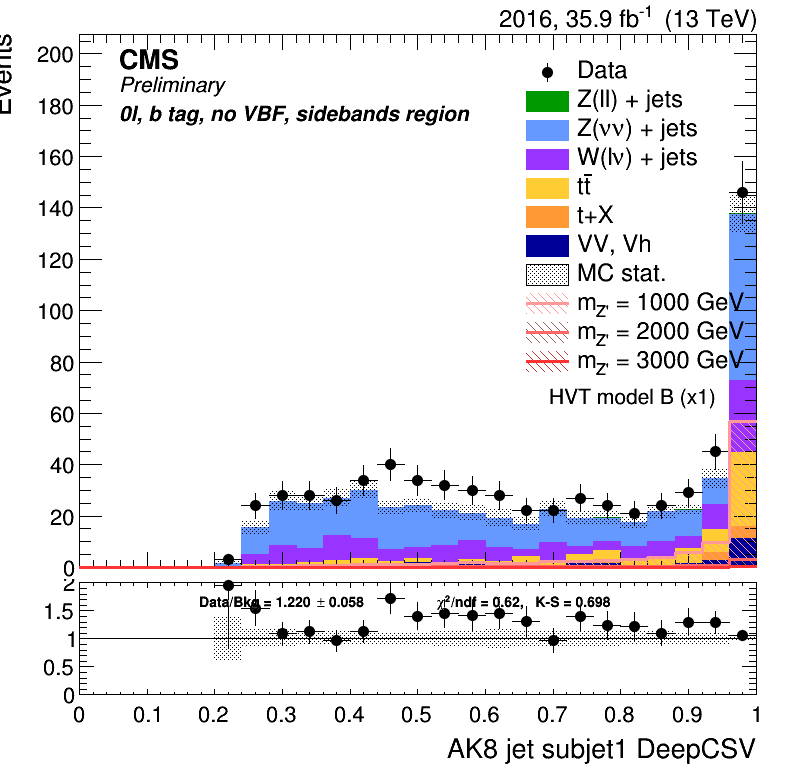 2016, 35.9 fb⁻¹ (13 TeV)
Events
CMS
Preliminary
0l, b tag, no VBF, sidebands region
Data
Z(ll) + jets
Z(νν) + jets
W(lν) + jets
tt̄
t+X
VV, Vh
MC stat.
m_Z' = 1000 GeV
m_Z' = 2000 GeV
m_Z' = 3000 GeV
HVT model B (x1)
200
180
160
140
120
100
80
60
40
20
0
Data/Bkg = 1.220 ± 0.058 χ²/ndf = 0.62, K-S = 0.698
2
1.5
1
0.5
0
0 0.1 0.2 0.3 0.4 0.5 0.6 0.7 0.8 0.9 1
AK8 jet subjet1 DeepCSV